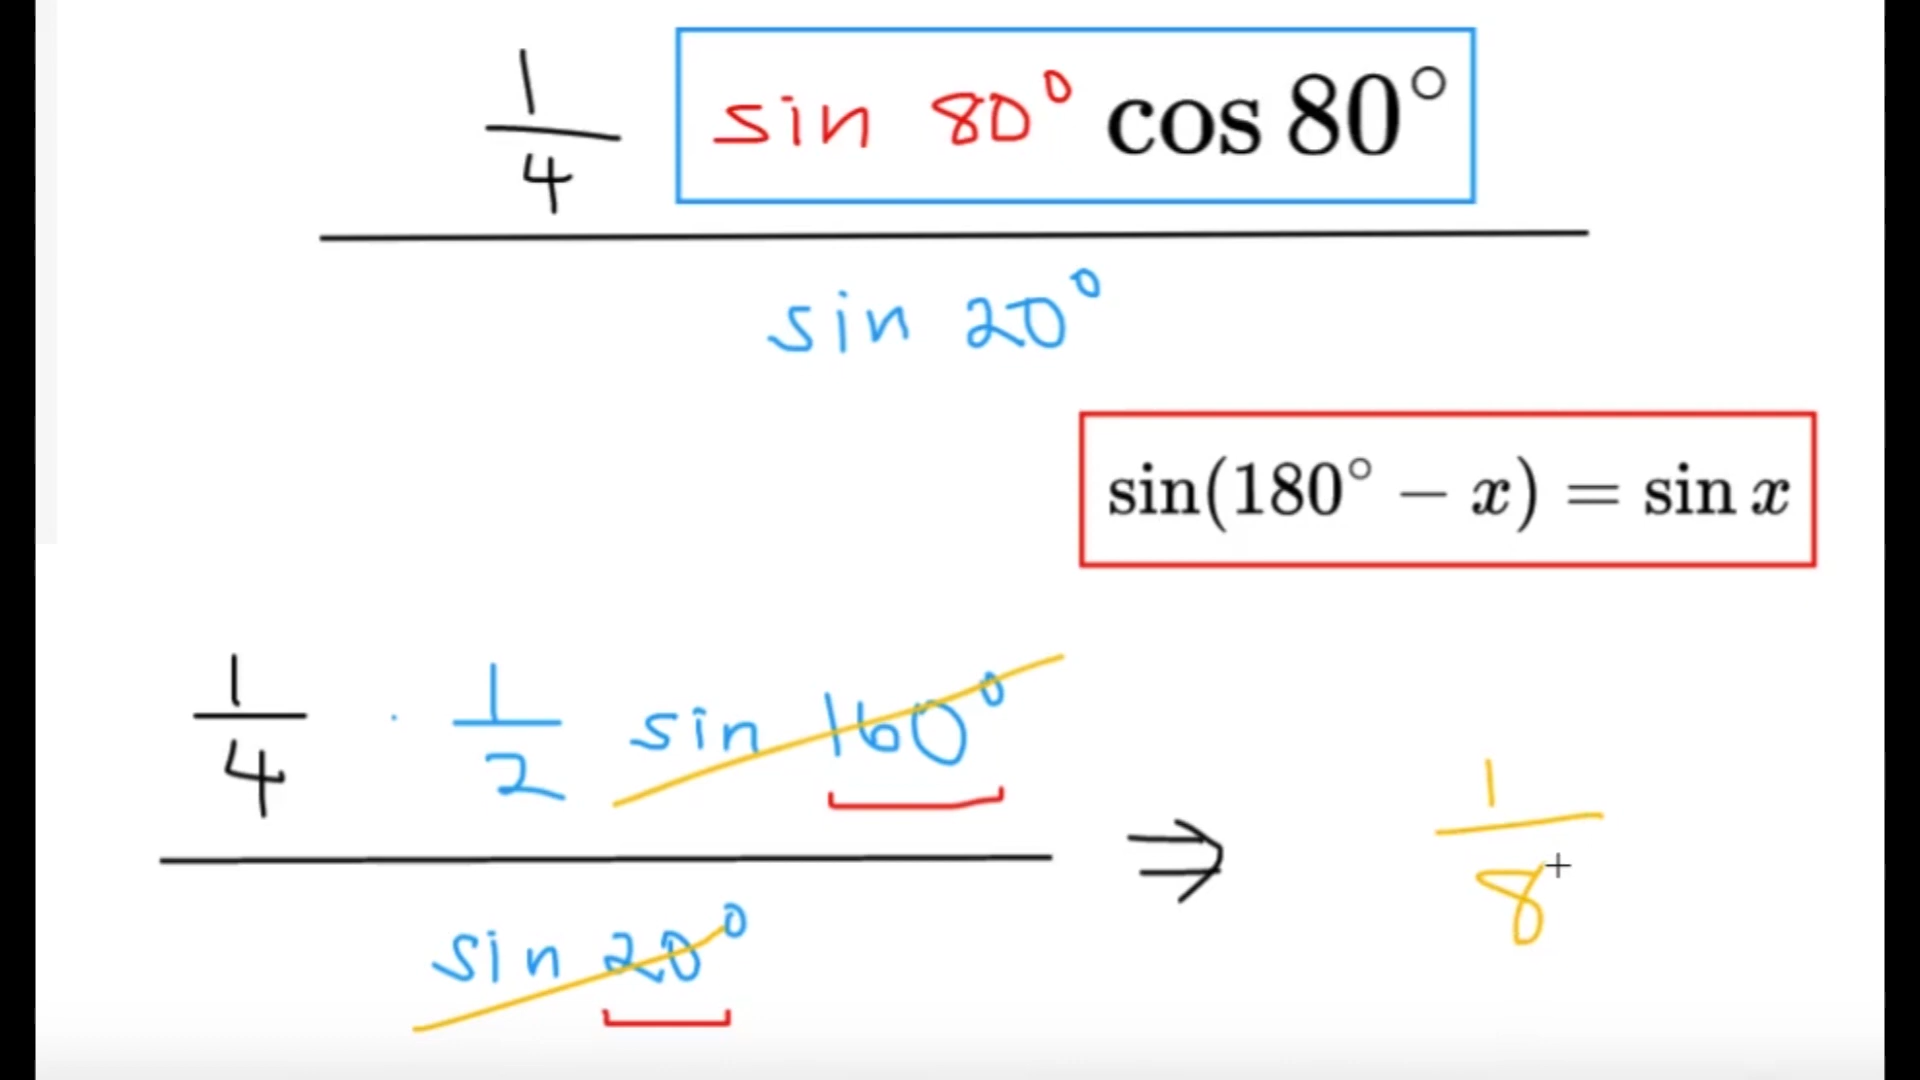 1/4 sin 80° cos 80°
sin 20°
sin(180° − x) = sin x
1/4 · 1/2 sin 160°
sin 20°
⇒ 1/8